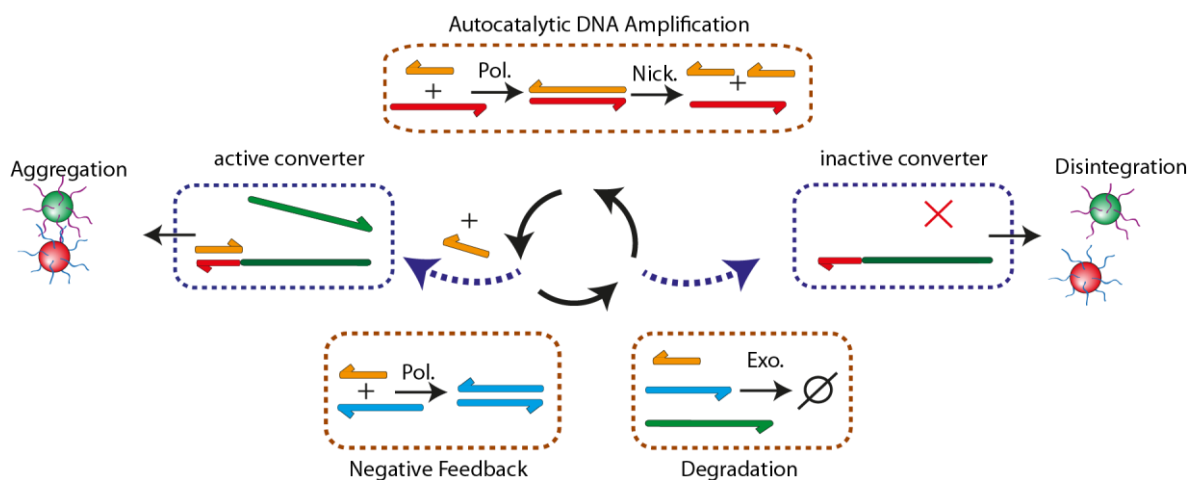 Autocatalytic DNA Amplification
Pol.
Nick.
+
+
active converter
inactive converter
Aggregation
Disintegration
+
Pol.
+
Exo.
Negative Feedback
Degradation